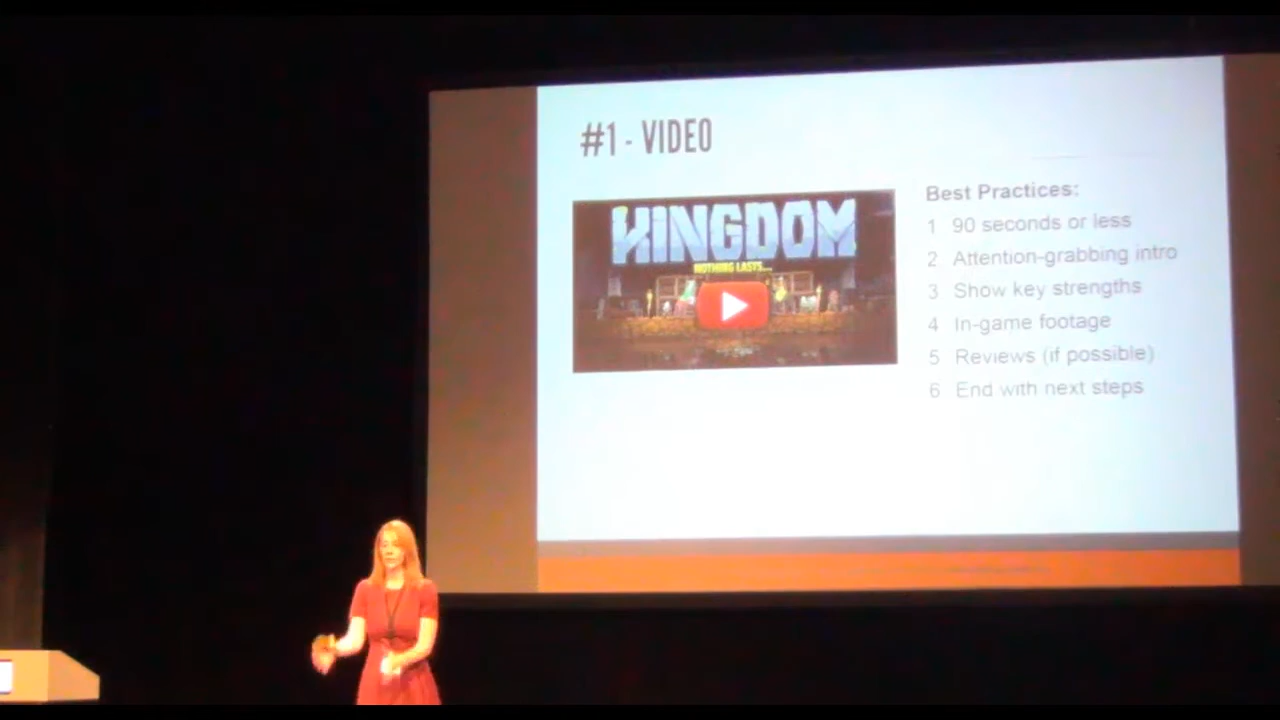 #1 - VIDEO
KINGDOM
NOTHING LASTS...
Best Practices:
1 90 seconds or less
2 Attention-grabbing intro
3 Show key strengths
4 In-game footage
5 Reviews (if possible)
6 End with next steps